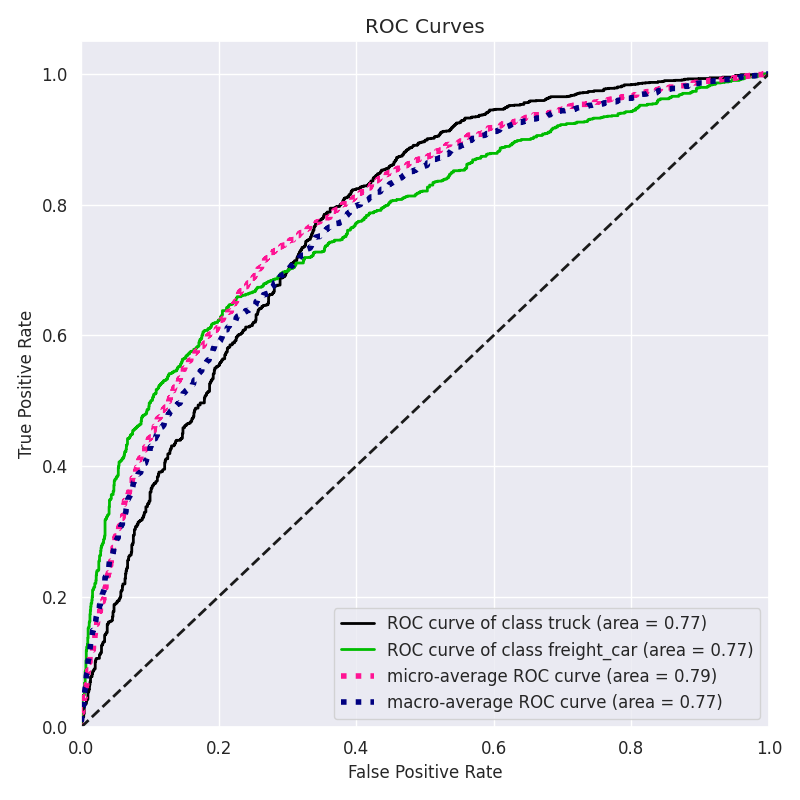 ROC Curves
True Positive Rate
1.0
0.8
0.6
0.4
0.2
0.0
ROC curve of class truck (area = 0.77)
ROC curve of class freight_car (area = 0.77)
micro-average ROC curve (area = 0.79)
macro-average ROC curve (area = 0.77)
0.0 0.2 0.4 0.6 0.8 1.0
False Positive Rate